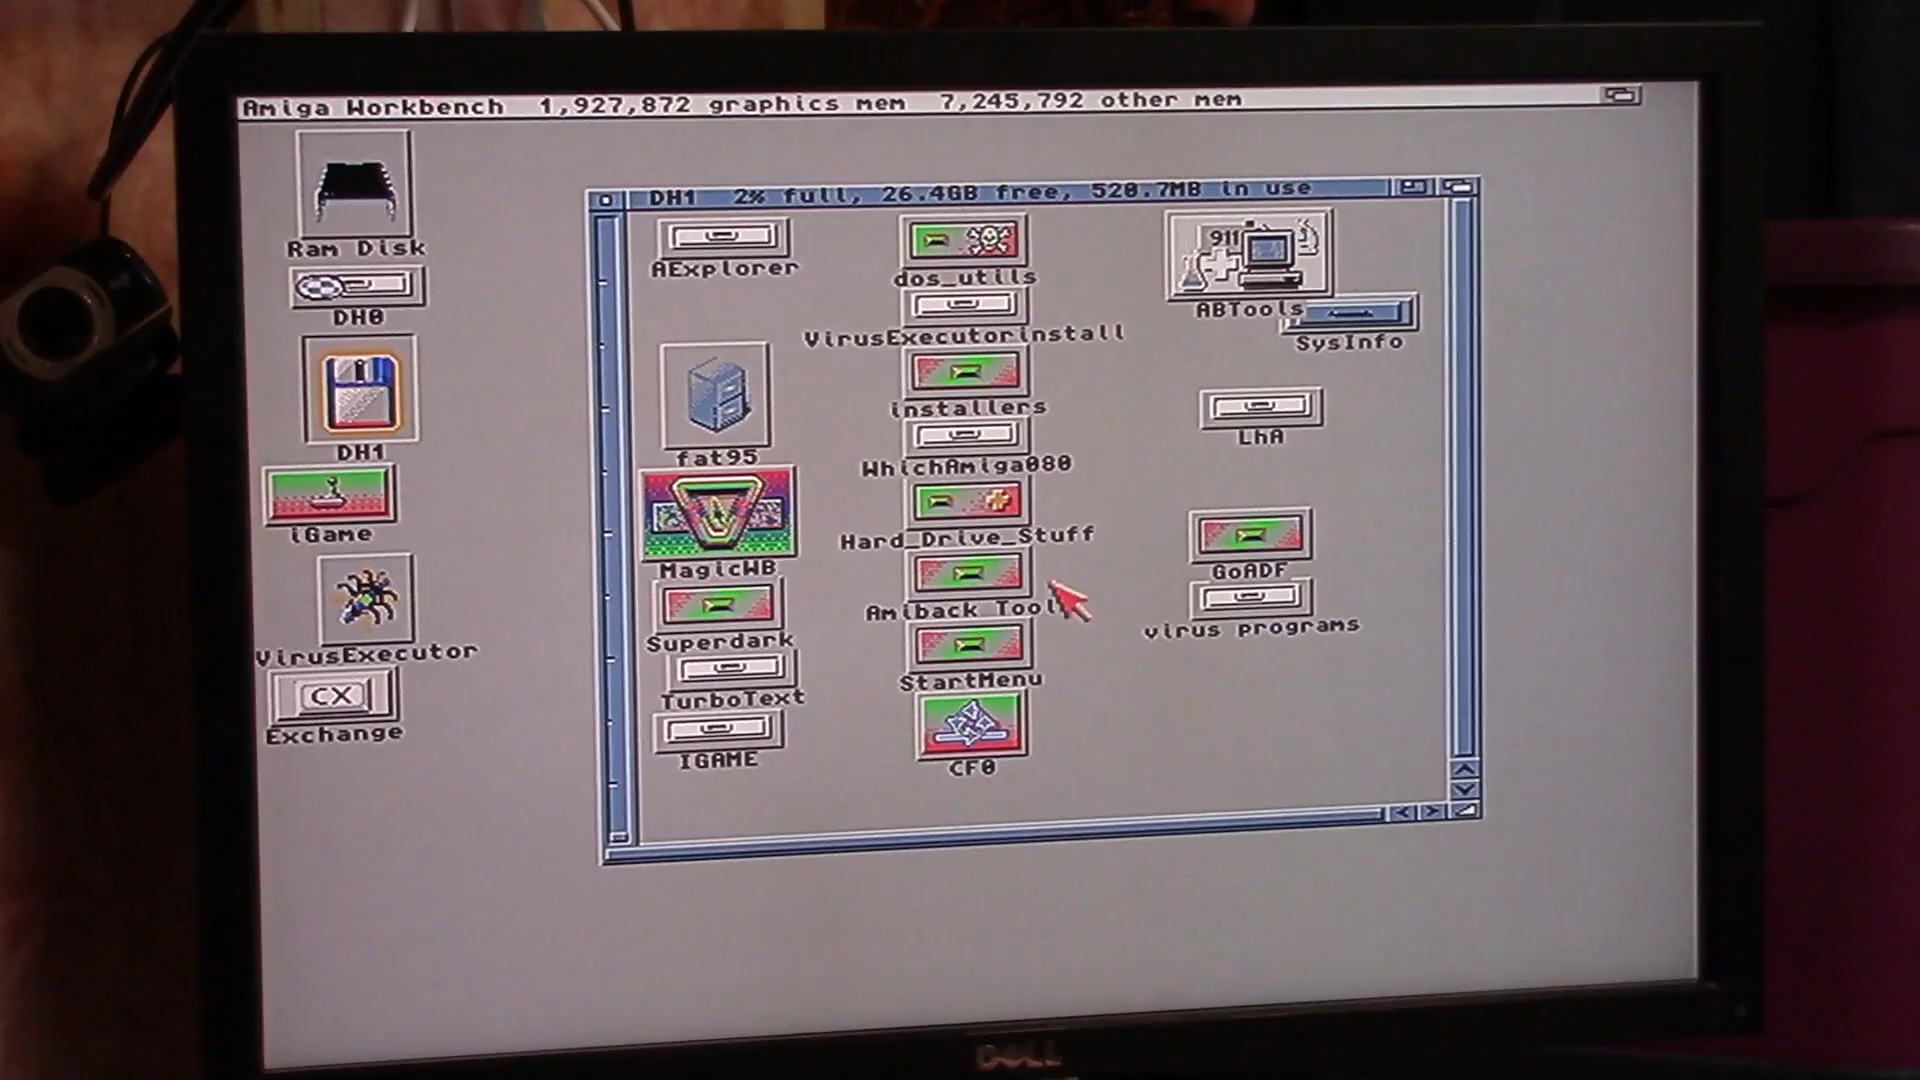 Amiga Workbench 1,927,872 graphics mem 7,245,792 other mem
Ram Disk
DH0
DH1
iGame
VirusExecutor
CX
Exchange
DH1 2% full, 26.4GB free, 520.7MB in use
AExplorer
fat95
MagicWB
Superdark
TurboText
IGAME
dos_utils
VirusExecutorinstall
installers
WhichAmiga080
Hard_Drive_Stuff
Amiback Tool
StartMenu
CF0
911
ABTools
SysInfo
LhA
GoADF
virus programs
DELL